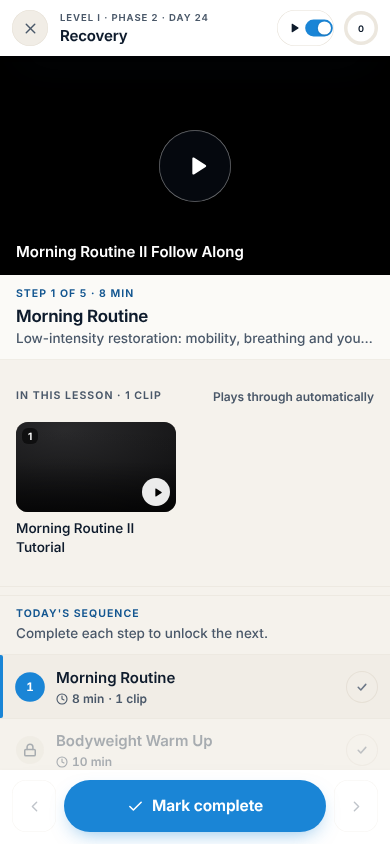 LEVEL I · PHASE 2 · DAY 24
Recovery
0
Morning Routine II Follow Along
STEP 1 OF 5 · 8 MIN
Morning Routine
Low-intensity restoration: mobility, breathing and you...
IN THIS LESSON · 1 CLIP
Plays through automatically
1
Morning Routine II
Tutorial
TODAY'S SEQUENCE
Complete each step to unlock the next.
1
Morning Routine
8 min · 1 clip
Bodyweight Warm Up
10 min
Mark complete